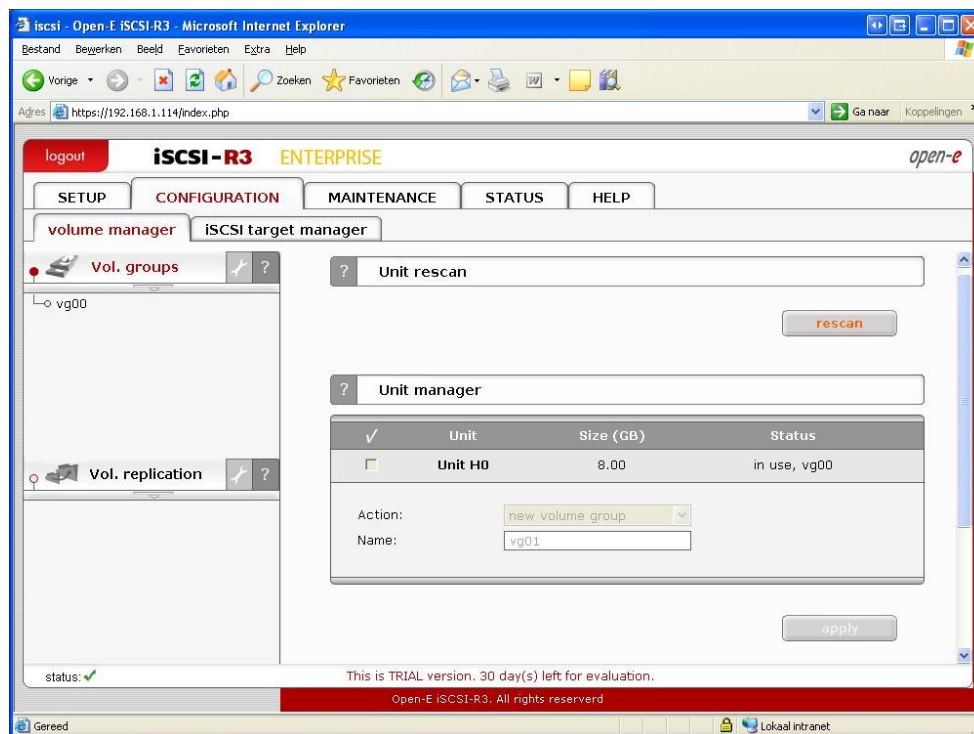 iscsi - Open-E iSCSI-R3 - Microsoft Internet Explorer
Bestand Bewerken Beeld Favorieten Extra Help
Vorige Zoeken Favorieten
Adres https://192.168.1.114/index.php Ga naar Koppelingen
logout iSCSI-R3 ENTERPRISE open-e
SETUP CONFIGURATION MAINTENANCE STATUS HELP
volume manager iSCSI target manager
Vol. groups ?
vg00
? Unit rescan
rescan
? Unit manager
Unit Size (GB) Status
Unit H0 8.00 in use, vg00
Vol. replication ?
Action: new volume group
Name: vg01
apply
status: This is TRIAL version. 30 day(s) left for evaluation.
Open-E iSCSI-R3. All rights reserverd
Gereed Lokaal intranet